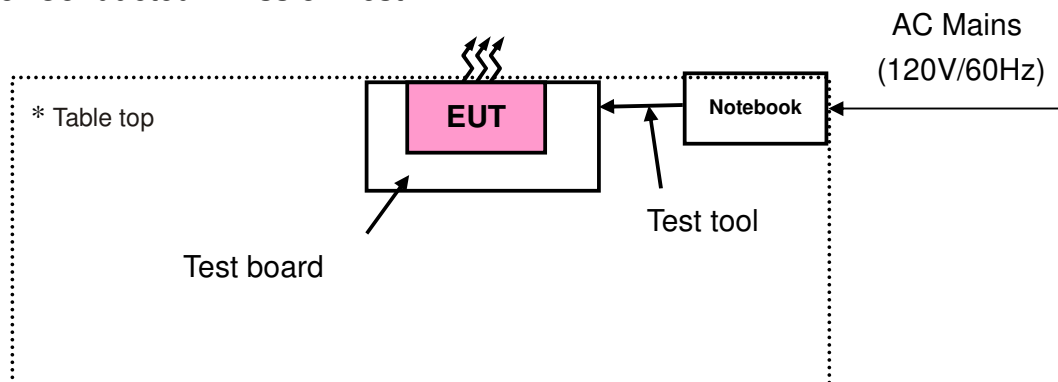 AC Mains
(120V/60Hz)
* Table top
EUT
Notebook
Test tool
Test board